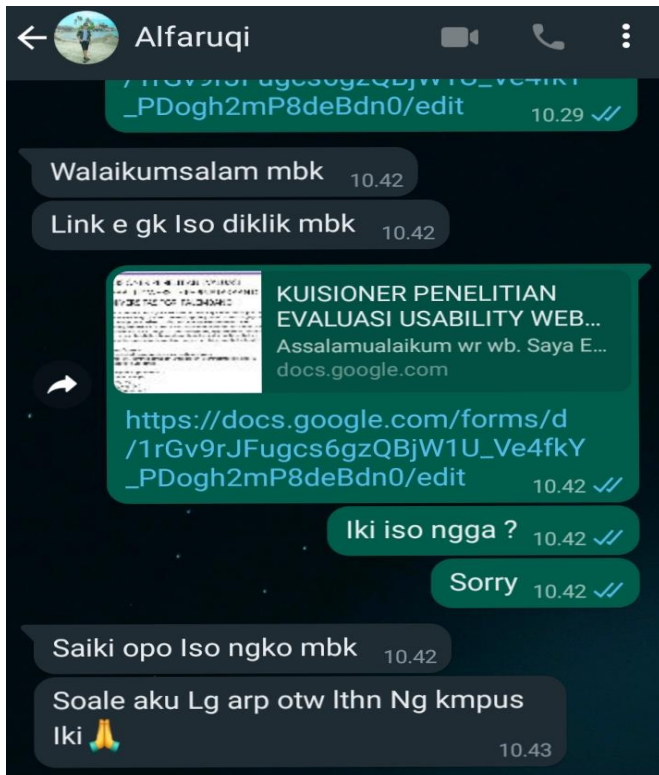 Alfaruqi
_PDogh2mP8deBdn0/edit 10.29
Walaikumsalam mbk 10.42
Link e gk Iso diklik mbk 10.42
KUISIONER PENELITIAN
EVALUASI USABILITY WEB...
Assalamualaikum wr wb. Saya E...
docs.google.com
https://docs.google.com/forms/d
/1rGv9rJFugcs6gzQBjW1U_Ve4fkY
_PDogh2mP8deBdn0/edit 10.42
Iki iso ngga ? 10.42
Sorry 10.42
Saiki opo Iso ngko mbk 10.42
Soale aku Lg arp otw lthn Ng kmpus
Iki 🙏 10.43